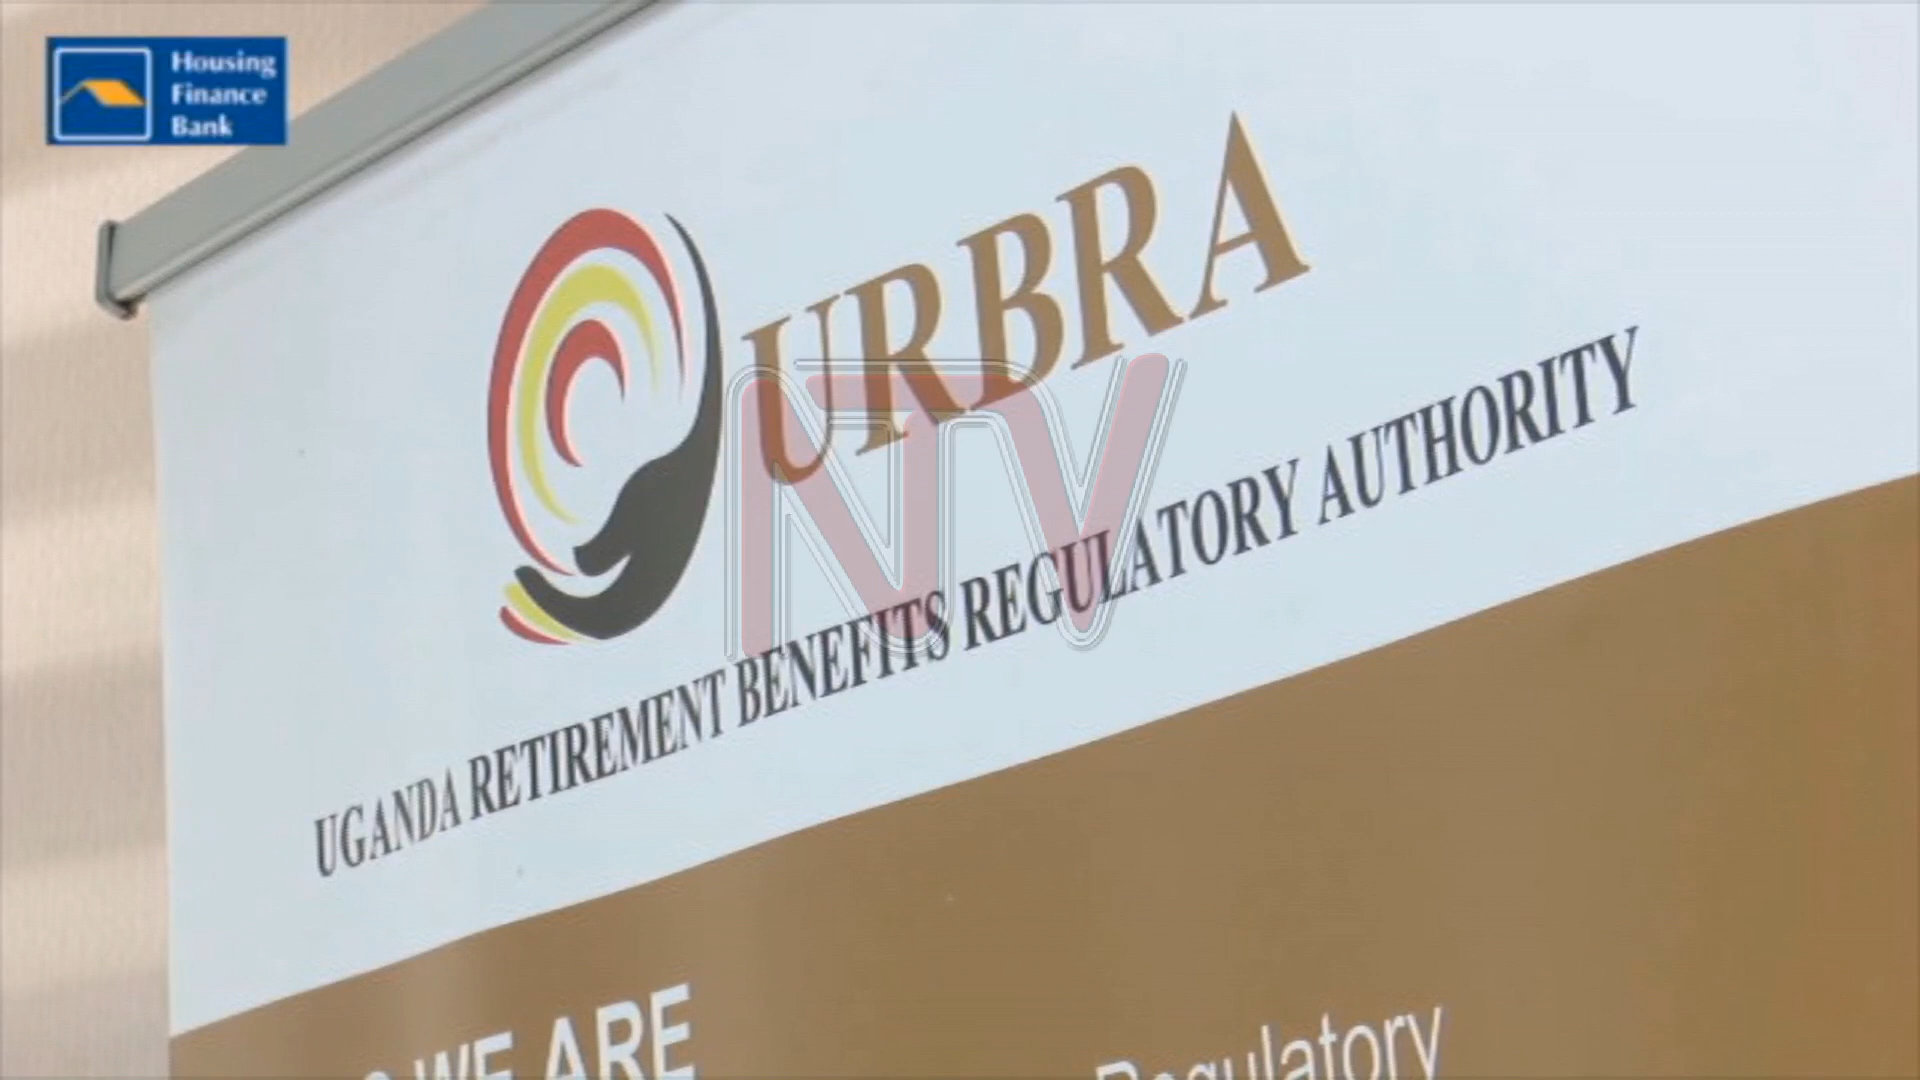 Housing
Finance
Bank
URBRA
NTV
UGANDA RETIREMENT BENEFITS REGULATORY AUTHORITY
WE ARE
Regulatory